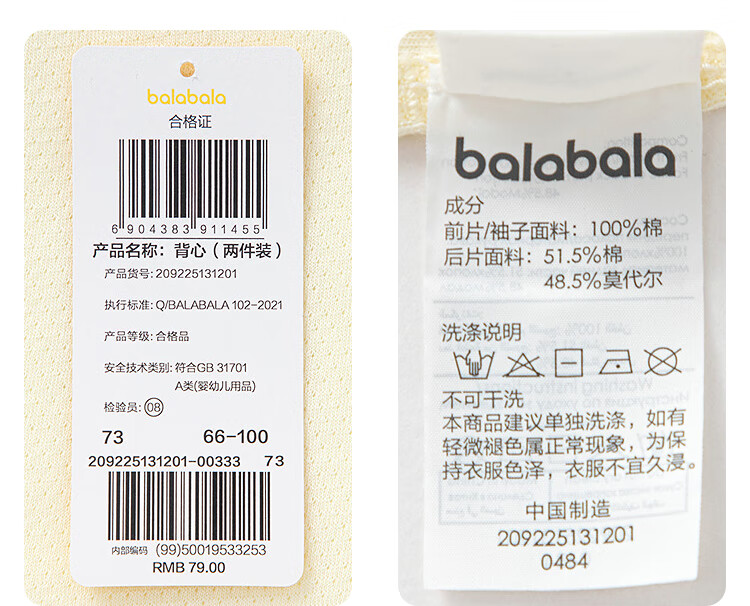 balabala
合格证
6 904383 911455
产品名称：背心（两件装）
产品货号：209225131201
执行标准：Q/BALABALA 102-2021
产品等级：合格品
安全技术类别：符合GB 31701
A类(婴幼儿用品)
检验员：08
73 66-100
209225131201-00333 73
内部编码 (99)50019533253
RMB 79.00
balabala
成分
前片/袖子面料：100%棉
后片面料：51.5%棉
48.5%莫代尔
洗涤说明
不可干洗
本商品建议单独洗涤，如有
轻微褪色属正常现象，为保
持衣服色泽，衣服不宜久浸。
中国制造
209225131201
0484